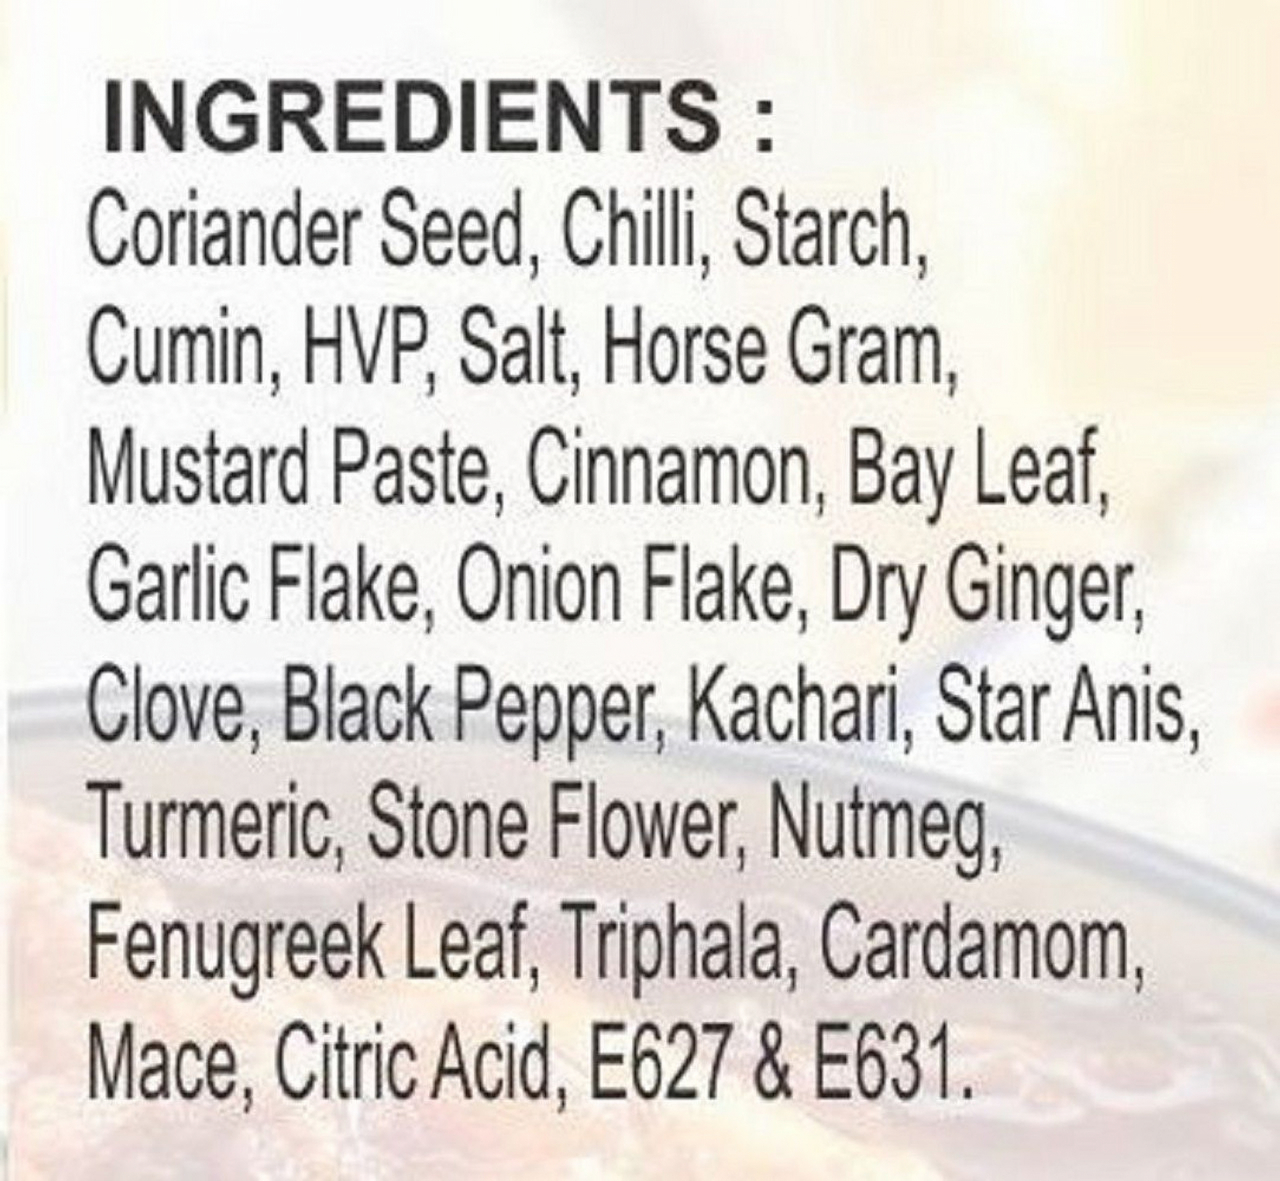 INGREDIENTS :
Coriander Seed, Chilli, Starch,
Cumin, HVP, Salt, Horse Gram,
Mustard Paste, Cinnamon, Bay Leaf,
Garlic Flake, Onion Flake, Dry Ginger,
Clove, Black Pepper, Kachari, Star Anis,
Turmeric, Stone Flower, Nutmeg,
Fenugreek Leaf, Triphala, Cardamom,
Mace, Citric Acid, E627 & E631.